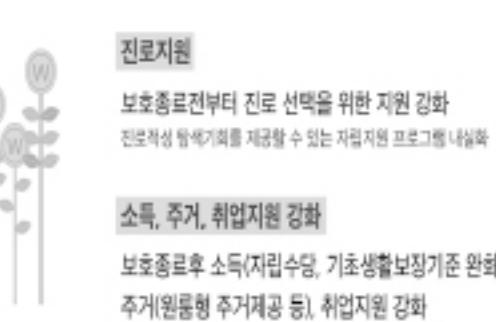 진로지원
보호종료전부터 진로 선택을 위한 지원 강화
진로적성 탐색기회를 제공할 수 있는 자립지원 프로그램 내실화
소득, 주거, 취업지원 강화
보호종료후 소득(자립수당, 기초생활보장기준 완화
주거(원룸형 주거제공 등), 취업지원 강화
W
W